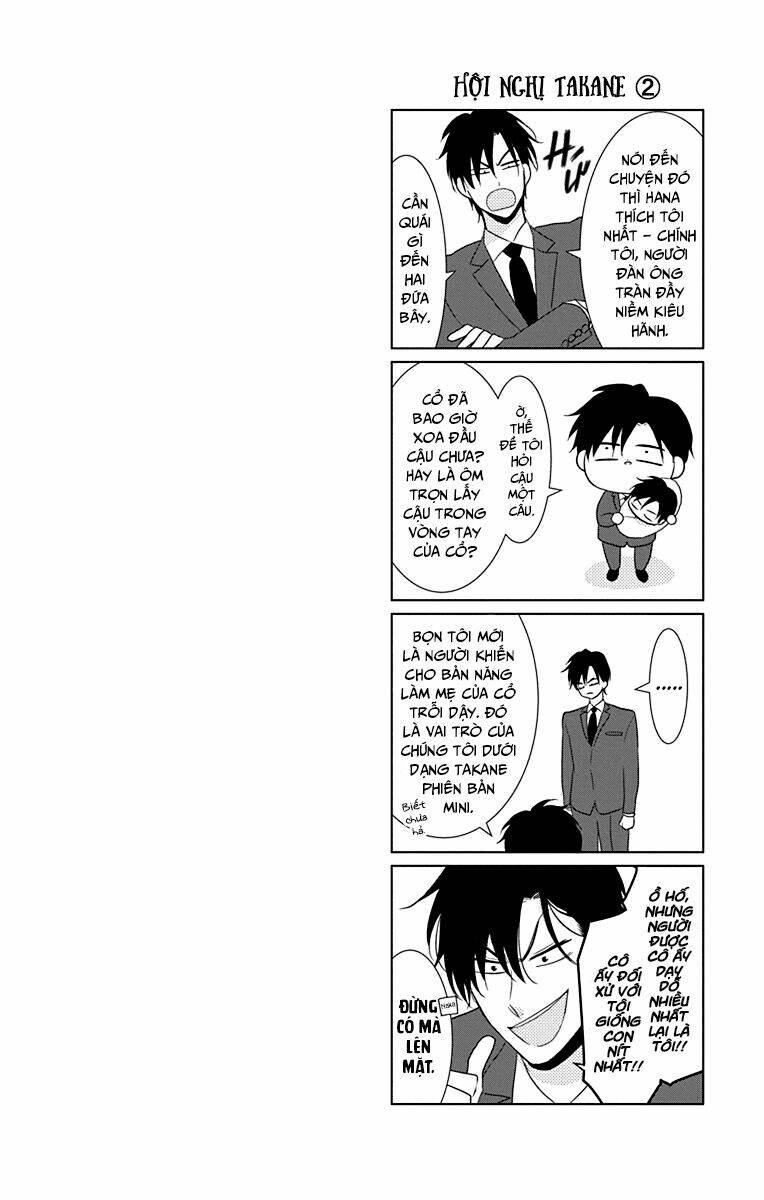 HỘI NGHỊ TAKANE ②
NÓI ĐẾN
CHUYỆN ĐÓ
THÌ HANA
THÍCH TÔI
NHẤT – CHÍNH
TÔI, NGƯỜI
ĐÀN ÔNG
TRÀN ĐẦY
NIỀM KIÊU
HÃNH.
HỪ
CẦN
QUÁI
GÌ
ĐẾN
HAI
ĐỨA
BÂY.
Ờ,
THẾ
ĐỂ TÔI
HỎI
CẬU
MỘT
CÂU.
CỔ ĐÃ
BAO GIỜ
XOA ĐẦU
CẬU CHƯA?
HAY LÀ ÔM
TRỌN LẤY
CẬU TRONG
VÒNG TAY
CỦA CỔ?
......
BỌN TÔI MỚI
LÀ NGƯỜI KHIẾN
CHO BẢN NĂNG
LÀM MẸ CỦA CỔ
TRỖI DẬY. ĐÓ
LÀ VAI TRÒ CỦA
CHÚNG TÔI DƯỚI
DẠNG TAKANE
PHIÊN BẢN
MINI.
Biết
chưa
hả.
Ồ HỐ,
NHƯNG
NGƯỜI
ĐƯỢC
CÔ ẤY
DẠY
DỖ
NHIỀU
NHẤT
LẠI LÀ
TÔI!!
CÔ
ẤY ĐỐI
XỬ VỚI
TÔI
GIỐNG
CON
NÍT
NHẤT!!
ĐỪNG
CÓ MÀ
LÊN
MẶT.